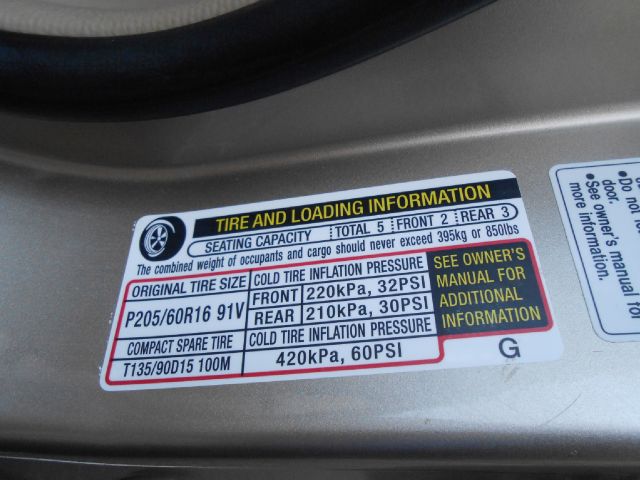 TIRE AND LOADING INFORMATION
SEATING CAPACITY TOTAL 5 FRONT 2 REAR 3
The combined weight of occupants and cargo should never exceed 395kg or 850lbs
ORIGINAL TIRE SIZE COLD TIRE INFLATION PRESSURE
P205/60R16 91V
FRONT 220kPa, 32PSI
REAR 210kPa, 30PSI
COMPACT SPARE TIRE COLD TIRE INFLATION PRESSURE
T135/90D15 100M 420kPa, 60PSI
SEE OWNER'S
MANUAL FOR
ADDITIONAL
INFORMATION
G
•Do no
door.
•See owner's m
more information.